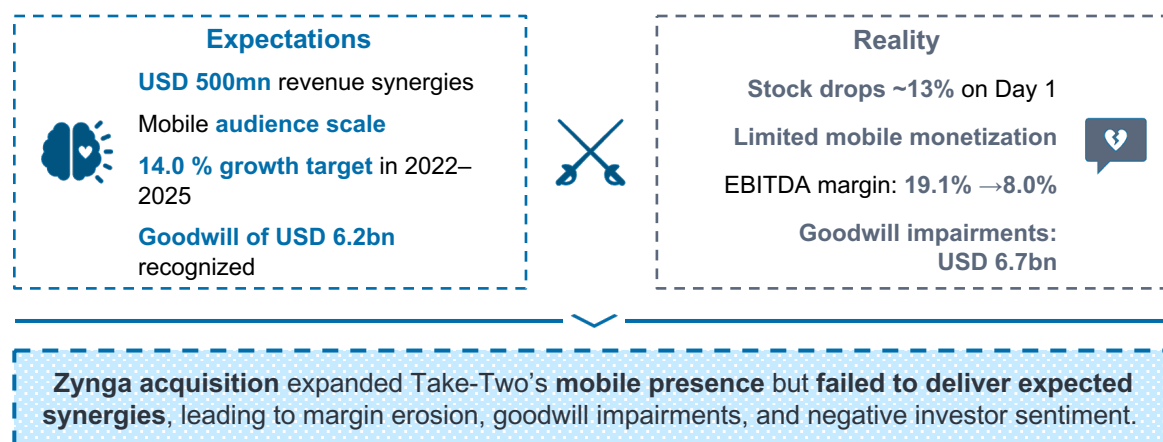 Expectations
USD 500mn revenue synergies
Mobile audience scale
14.0 % growth target in 2022–
2025
Goodwill of USD 6.2bn
recognized
Reality
Stock drops ~13% on Day 1
Limited mobile monetization
EBITDA margin: 19.1% →8.0%
Goodwill impairments:
USD 6.7bn
Zynga acquisition expanded Take-Two’s mobile presence but failed to deliver expected
synergies, leading to margin erosion, goodwill impairments, and negative investor sentiment.